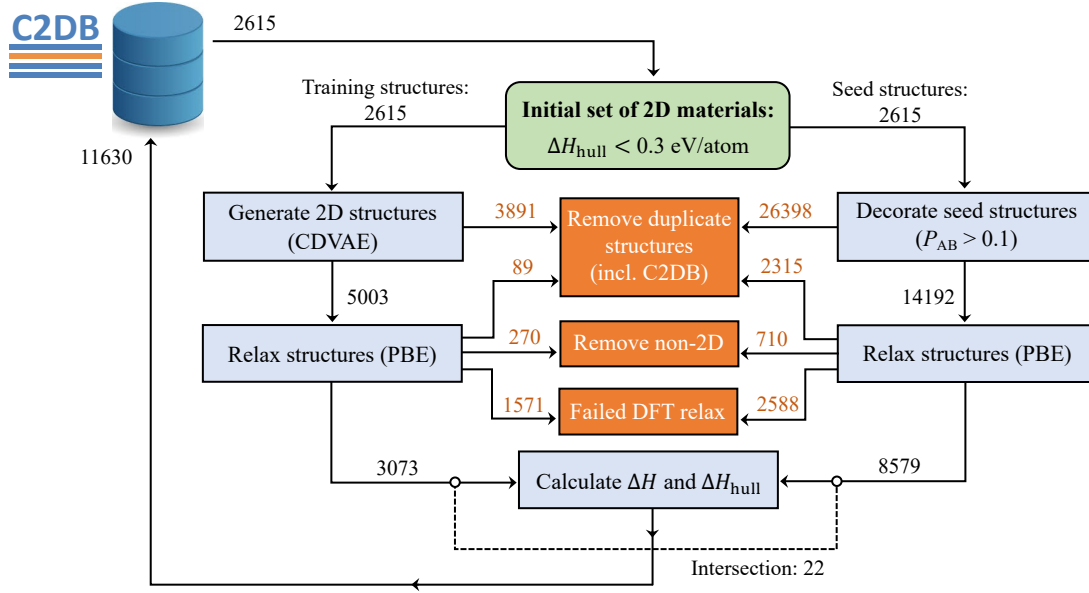 C2DB
2615
Training structures:
2615
Initial set of 2D materials:
ΔH_hull < 0.3 eV/atom
Seed structures:
2615
11630
Generate 2D structures
(CDVAE)
3891
Remove duplicate
structures
(incl. C2DB)
26398
Decorate seed structures
(P_AB > 0.1)
89
2315
5003
14192
Relax structures (PBE)
270
Remove non-2D
710
Relax structures (PBE)
1571
Failed DFT relax
2588
3073
Calculate ΔH and ΔH_hull
8579
Intersection: 22